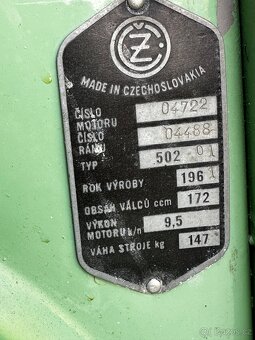 ČZ
MADE IN CZECHOSLOVAKIA
ČÍSLO MOTORU 04722
ČÍSLO RÁMU 04488
TYP 502 01
ROK VÝROBY 1961
OBSAH VÁLCŮ ccm 172
VÝKON MOTORU k/n 9,5
VÁHA STROJE kg 147